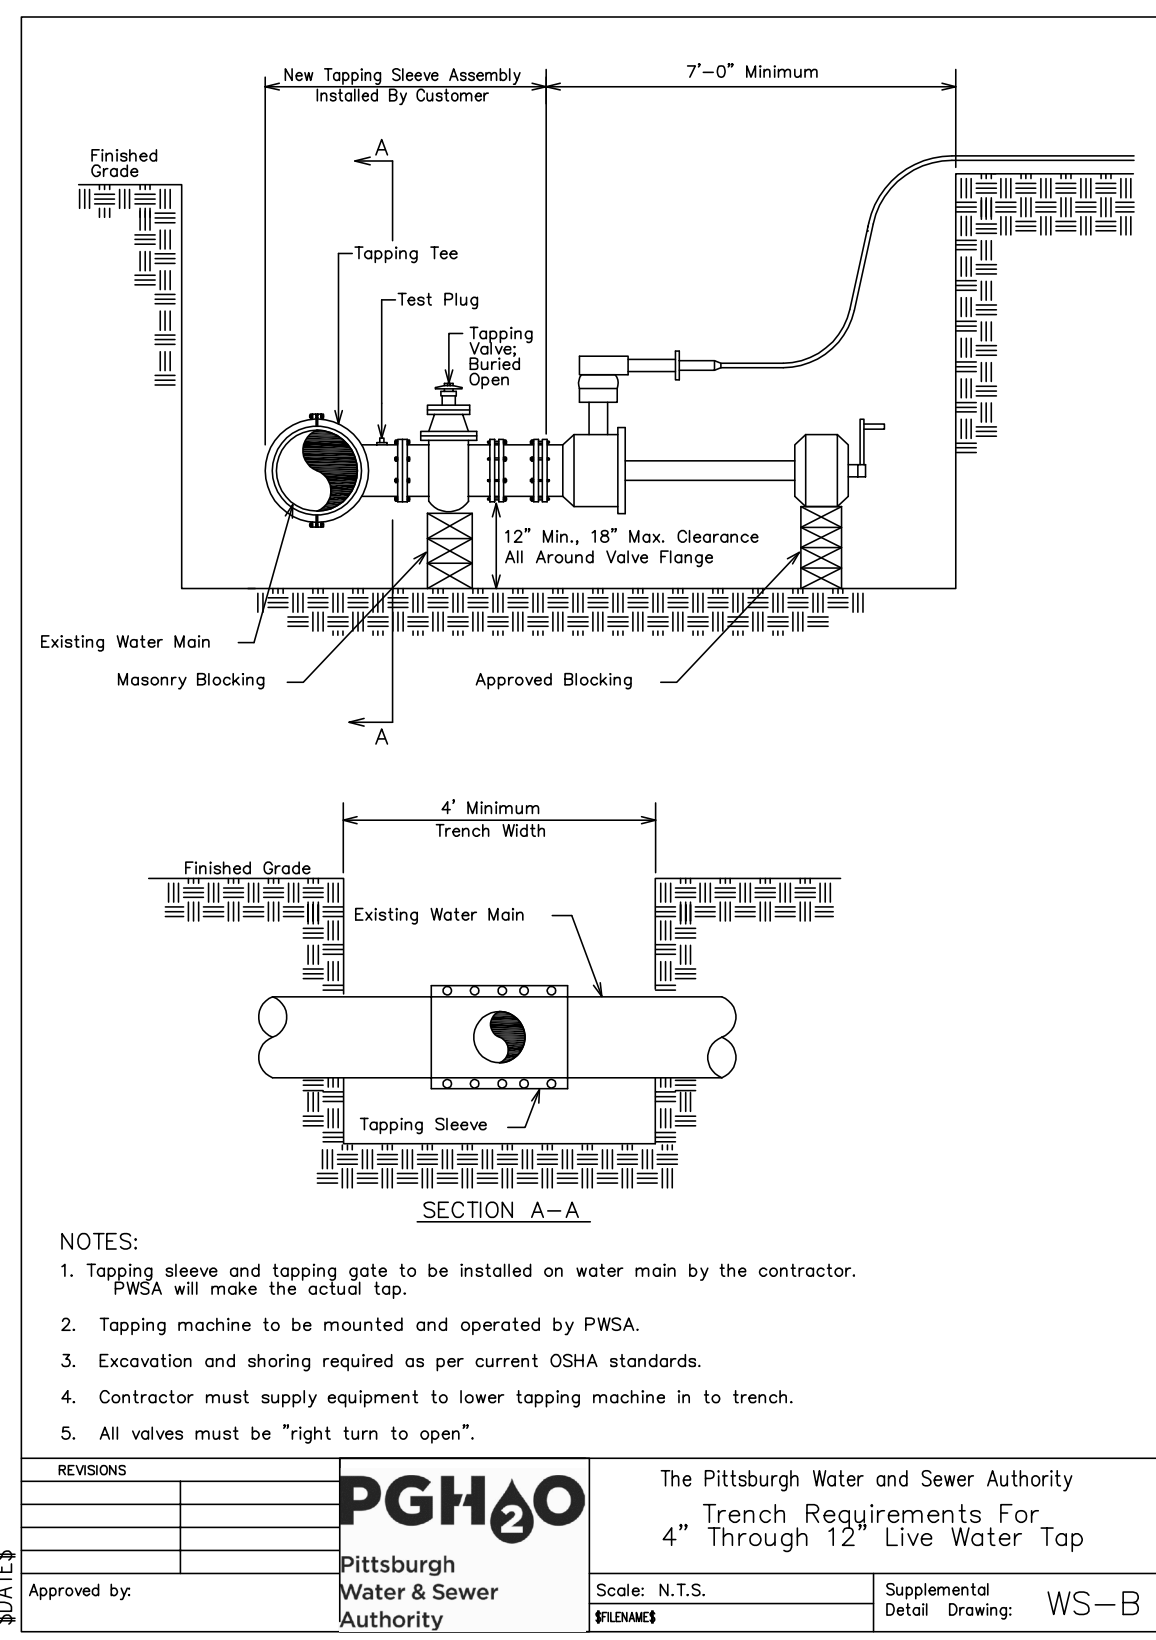 New Tapping Sleeve Assembly
Installed By Customer
7'-0" Minimum
A
Finished
Grade
Tapping Tee
Test Plug
Tapping
Valve;
Buried
Open
12" Min., 18" Max. Clearance
All Around Valve Flange
Existing Water Main
Masonry Blocking
Approved Blocking
A
4' Minimum
Trench Width
Finished Grade
Existing Water Main
Tapping Sleeve
SECTION A-A
NOTES:
1. Tapping sleeve and tapping gate to be installed on water main by the contractor.
PWSA will make the actual tap.
2. Tapping machine to be mounted and operated by PWSA.
3. Excavation and shoring required as per current OSHA standards.
4. Contractor must supply equipment to lower tapping machine in to trench.
5. All valves must be "right turn to open".
REVISIONS
Approved by:
PGH2O
Pittsburgh
Water & Sewer
Authority
The Pittsburgh Water and Sewer Authority
Trench Requirements For
4" Through 12" Live Water Tap
Scale: N.T.S.
$FILENAME$
Supplemental
Detail Drawing:
WS-B
$DATE$